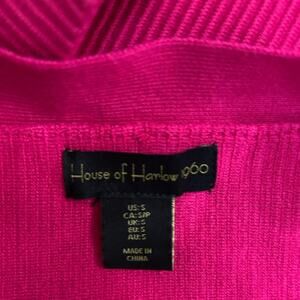 House of Harlow 1960
US: S
CA: S/P
UK: S
EU: S
AU: S
MADE IN
CHINA